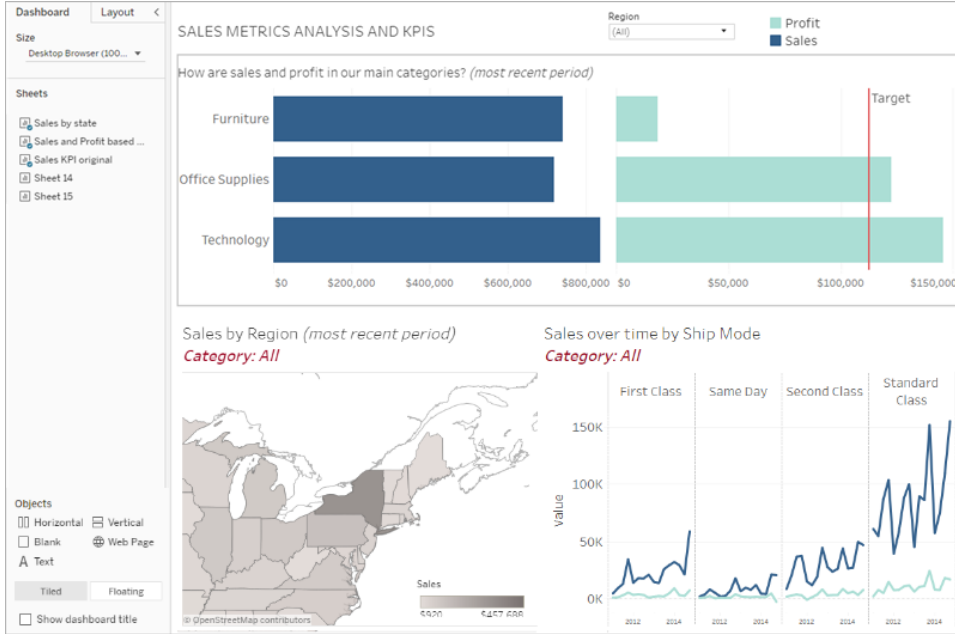 Dashboard Layout <
Size
Desktop Browser (100...
Sheets
Sales by state
Sales and Profit based ...
Sales KPI original
Sheet 14
Sheet 15
Objects
Horizontal Vertical
Blank Web Page
A Text
Tiled Floating
Show dashboard title
SALES METRICS ANALYSIS AND KPIS
Region
(All)
Profit
Sales
How are sales and profit in our main categories? (most recent period)
Target
Furniture
Office Supplies
Technology
$0 $200,000 $400,000 $600,000 $800,000 $0 $50,000 $100,000 $150,000
Sales by Region (most recent period)
Category: All
Sales
$920 $457,688
© OpenStreetMap contributors
Sales over time by Ship Mode
Category: All
First Class Same Day Second Class Standard
Class
150K
100K
50K
0K
Value
2012 2014 2012 2014 2012 2014 2012 2014